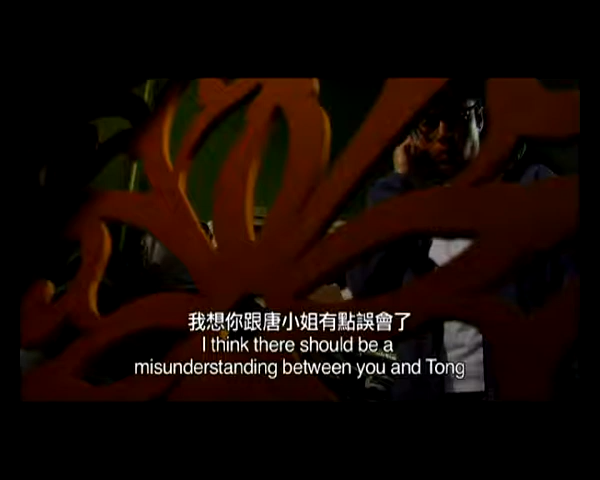 我想你跟唐小姐有點誤會了
I think there should be a
misunderstanding between you and Tong